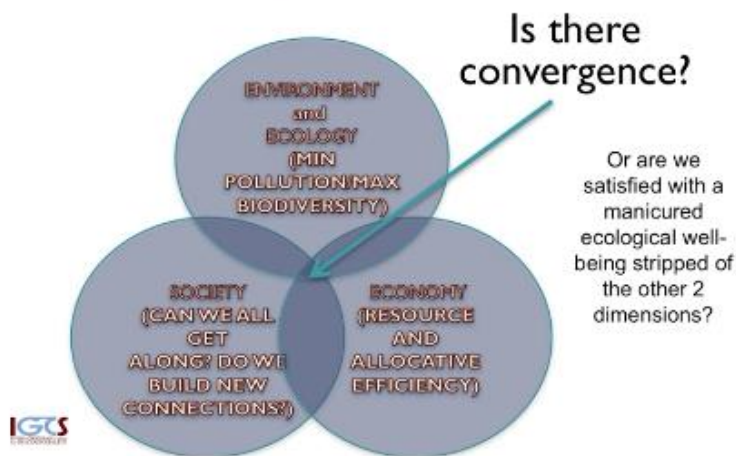 Is there
convergence?
ENVIRONMENT
and
ECOLOGY
(MIN
POLLUTION/MAX
BIODIVERSITY)
Or are we
satisfied with a
manicured
ecological well-
being stripped of
the other 2
dimensions?
SOCIETY
(CAN WE ALL
GET
ALONG? DO WE
BUILD NEW
CONNECTIONS?)
ECONOMY
(RESOURCE
AND
ALLOCATIVE
EFFICIENCY)
IGCS